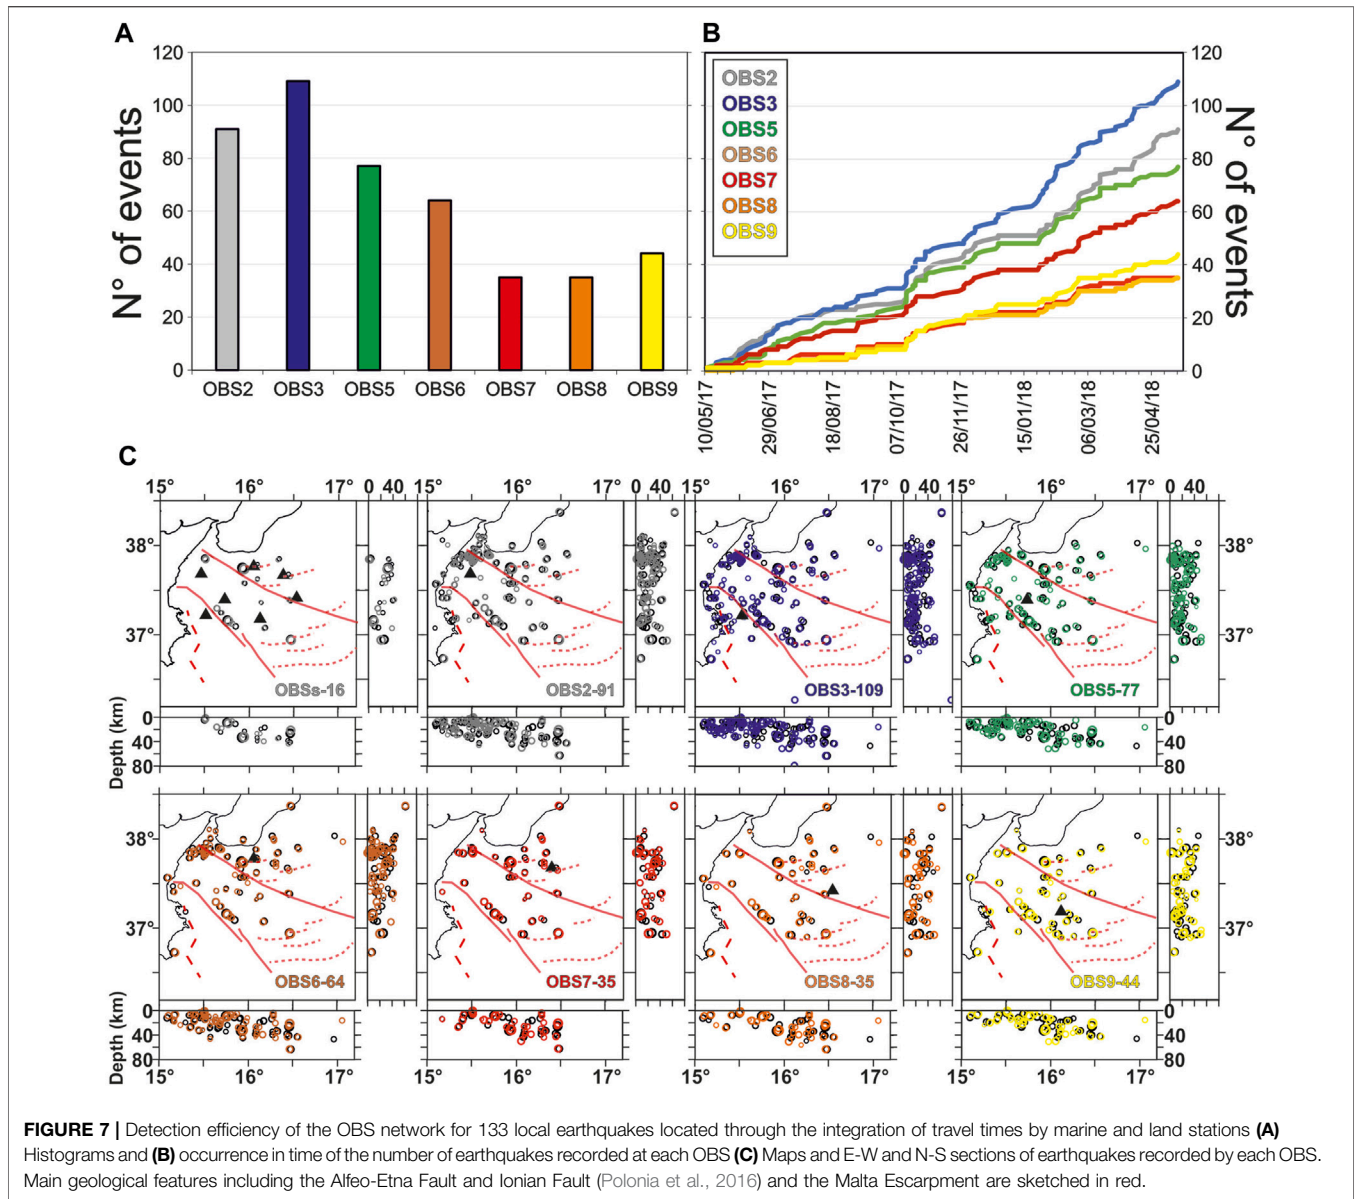 A
B
120
100
80
60
40
20
0
N° of events
OBS2 OBS3 OBS5 OBS6 OBS7 OBS8 OBS9
OBS2
OBS3
OBS5
OBS6
OBS7
OBS8
OBS9
120
100
80
60
40
20
0
N° of events
10/05/17 29/06/17 18/08/17 07/10/17 26/11/17 15/01/18 06/03/18 25/04/18
C
15° 16° 17° 0 40 15° 16° 17° 0 40 15° 16° 17° 0 40 15° 16° 17° 0 40
38° 38°
37° 37°
OBSs-16 OBS2-91 OBS3-109 OBS5-77
Depth (km)
0 0
40 40
80 80
38° 38°
37° 37°
OBS6-64 OBS7-35 OBS8-35 OBS9-44
Depth (km)
0 0
40 40
80 80
15° 16° 17° 15° 16° 17° 15° 16° 17° 15° 16° 17°
FIGURE 7 | Detection efficiency of the OBS network for 133 local earthquakes located through the integration of travel times by marine and land stations (A)
Histograms and (B) occurrence in time of the number of earthquakes recorded at each OBS (C) Maps and E-W and N-S sections of earthquakes recorded by each OBS.
Main geological features including the Alfeo-Etna Fault and Ionian Fault (Polonia et al., 2016) and the Malta Escarpment are sketched in red.